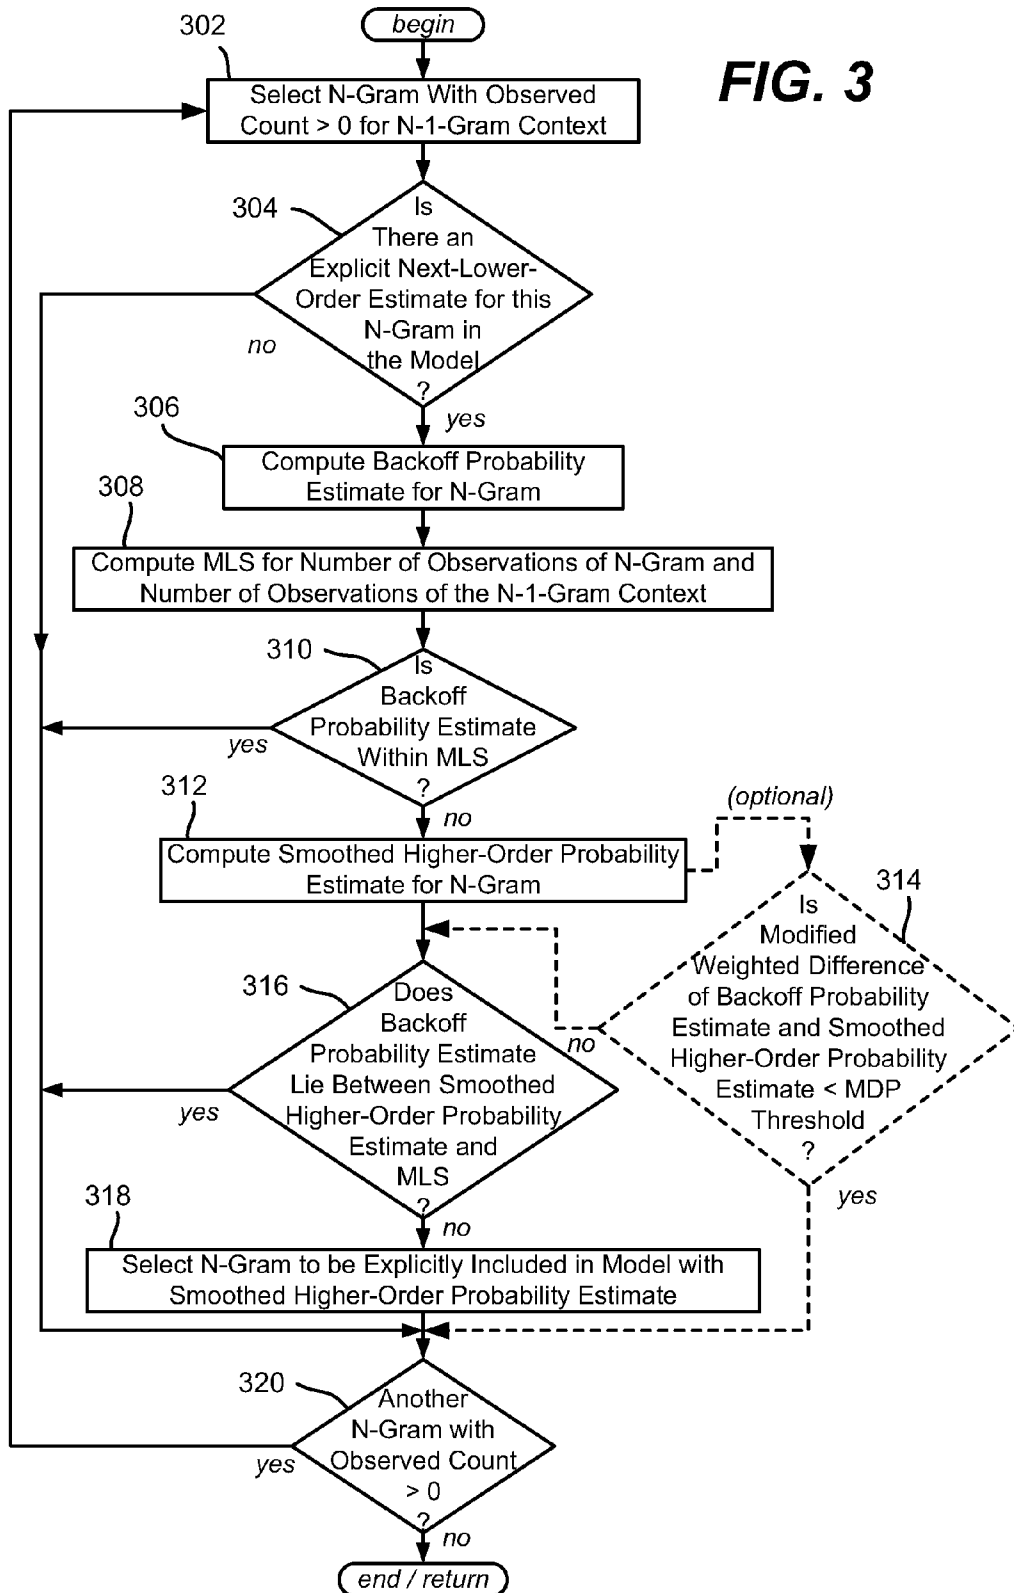 begin
302
FIG. 3
Select N-Gram With Observed
Count > 0 for N-1-Gram Context
304
Is
There an
Explicit Next-Lower-
Order Estimate for this
N-Gram in
the Model
?
no
yes
306
Compute Backoff Probability
Estimate for N-Gram
308
Compute MLS for Number of Observations of N-Gram and
Number of Observations of the N-1-Gram Context
310
Is
Backoff
Probability Estimate
Within MLS
?
yes
no
312
Compute Smoothed Higher-Order Probability
Estimate for N-Gram
(optional)
314
Is
Modified
Weighted Difference
of Backoff Probability
Estimate and Smoothed
Higher-Order Probability
Estimate < MDP
Threshold
?
no
yes
316
Does
Backoff
Probability Estimate
Lie Between Smoothed
Higher-Order Probability
Estimate and
MLS
?
yes
no
318
Select N-Gram to be Explicitly Included in Model with
Smoothed Higher-Order Probability Estimate
320
Another
N-Gram with
Observed Count
> 0
?
yes
no
end / return